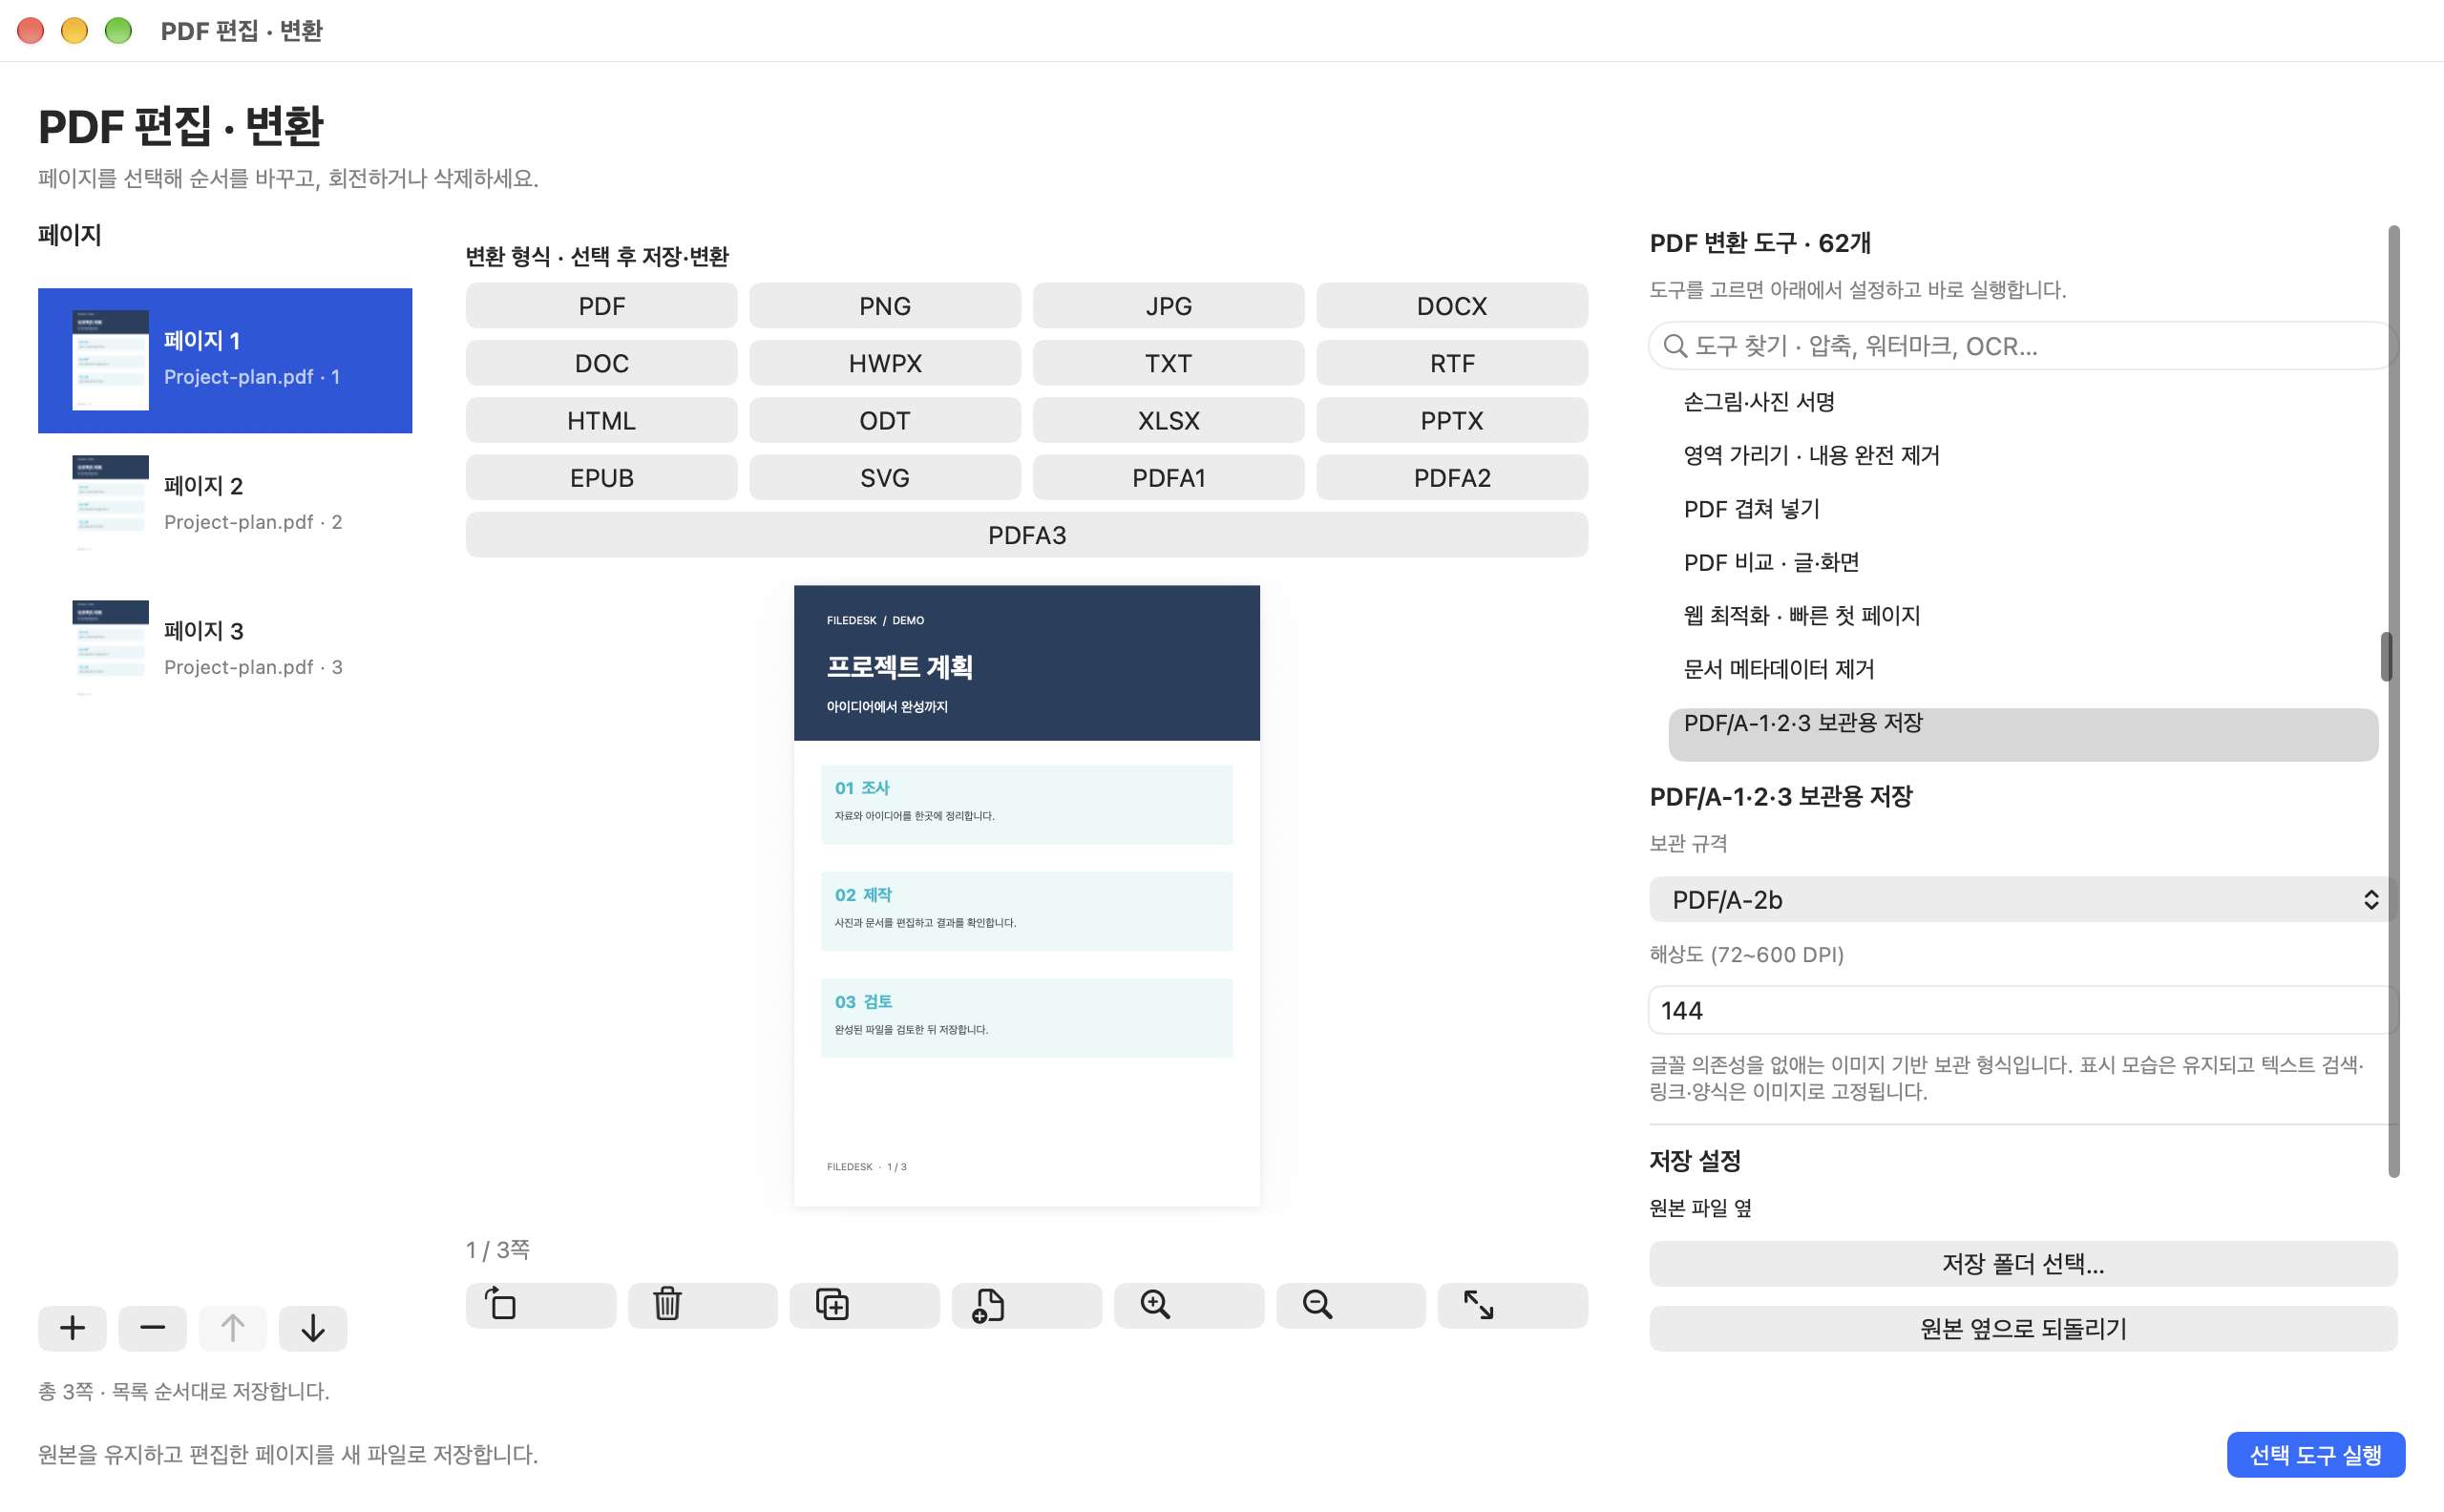 PDF 편집 · 변환
PDF 편집 · 변환
페이지를 선택해 순서를 바꾸고, 회전하거나 삭제하세요.
페이지
페이지 1
Project-plan.pdf · 1
페이지 2
Project-plan.pdf · 2
페이지 3
Project-plan.pdf · 3
총 3쪽 · 목록 순서대로 저장합니다.
원본을 유지하고 편집한 페이지를 새 파일로 저장합니다.
변환 형식 · 선택 후 저장·변환
PDF
PNG
JPG
DOCX
DOC
HWPX
TXT
RTF
HTML
ODT
XLSX
PPTX
EPUB
SVG
PDFA1
PDFA2
PDFA3
FILEDESK / DEMO
프로젝트 계획
아이디어에서 완성까지
01 조사
자료와 아이디어를 한곳에 정리합니다.
02 제작
사진과 문서를 편집하고 결과를 확인합니다.
03 검토
완성된 파일을 검토한 뒤 저장합니다.
FILEDESK · 1 / 3
1 / 3쪽
PDF 변환 도구 · 62개
도구를 고르면 아래에서 설정하고 바로 실행합니다.
도구 찾기 · 압축, 워터마크, OCR...
손그림·사진 서명
영역 가리기 · 내용 완전 제거
PDF 겹쳐 넣기
PDF 비교 · 글·화면
웹 최적화 · 빠른 첫 페이지
문서 메타데이터 제거
PDF/A-1·2·3 보관용 저장
PDF/A-1·2·3 보관용 저장
보관 규격
PDF/A-2b
해상도 (72~600 DPI)
144
글꼴 의존성을 없애는 이미지 기반 보관 형식입니다. 표시 모습은 유지되고 텍스트 검색·
링크·양식은 이미지로 고정됩니다.
저장 설정
원본 파일 옆
저장 폴더 선택...
원본 옆으로 되돌리기
선택 도구 실행